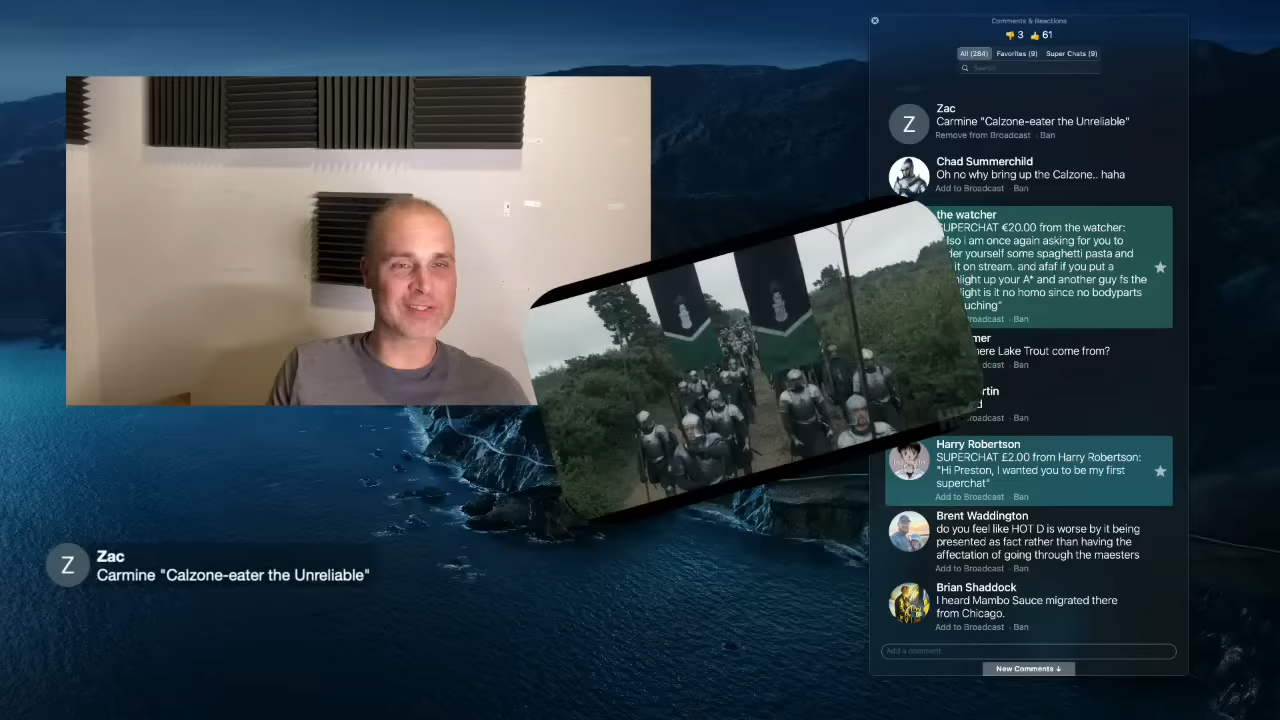 Comments & Reactions
👎 3 👍 61
All (284) Favorites (9) Super Chats (9)
Search
Z
Zac
Carmine "Calzone-eater the Unreliable"
Remove from Broadcast · Ban
Chad Summerchild
Oh no why bring up the Calzone.. haha
Add to Broadcast · Ban
the watcher
SUPERCHAT €20.00 from the watcher:
lso i am once again asking for you to
der yourself some spaghetti pasta and
it on stream. and afaf if you put a
light up your A* and another guy fs the
light is it no homo since no bodyparts
uching"
roadcast · Ban
mer
here Lake Trout come from?
dcast · Ban
rtin
d
roadcast · Ban
Harry Robertson
SUPERCHAT £2.00 from Harry Robertson:
"Hi Preston, I wanted you to be my first
superchat"
Add to Broadcast · Ban
Brent Waddington
do you feel like HOT D is worse by it being
presented as fact rather than having the
affectation of going through the maesters
Add to Broadcast · Ban
Brian Shaddock
I heard Mambo Sauce migrated there
from Chicago.
Add to Broadcast · Ban
Add a comment
New Comments ↓
Z
Zac
Carmine "Calzone-eater the Unreliable"